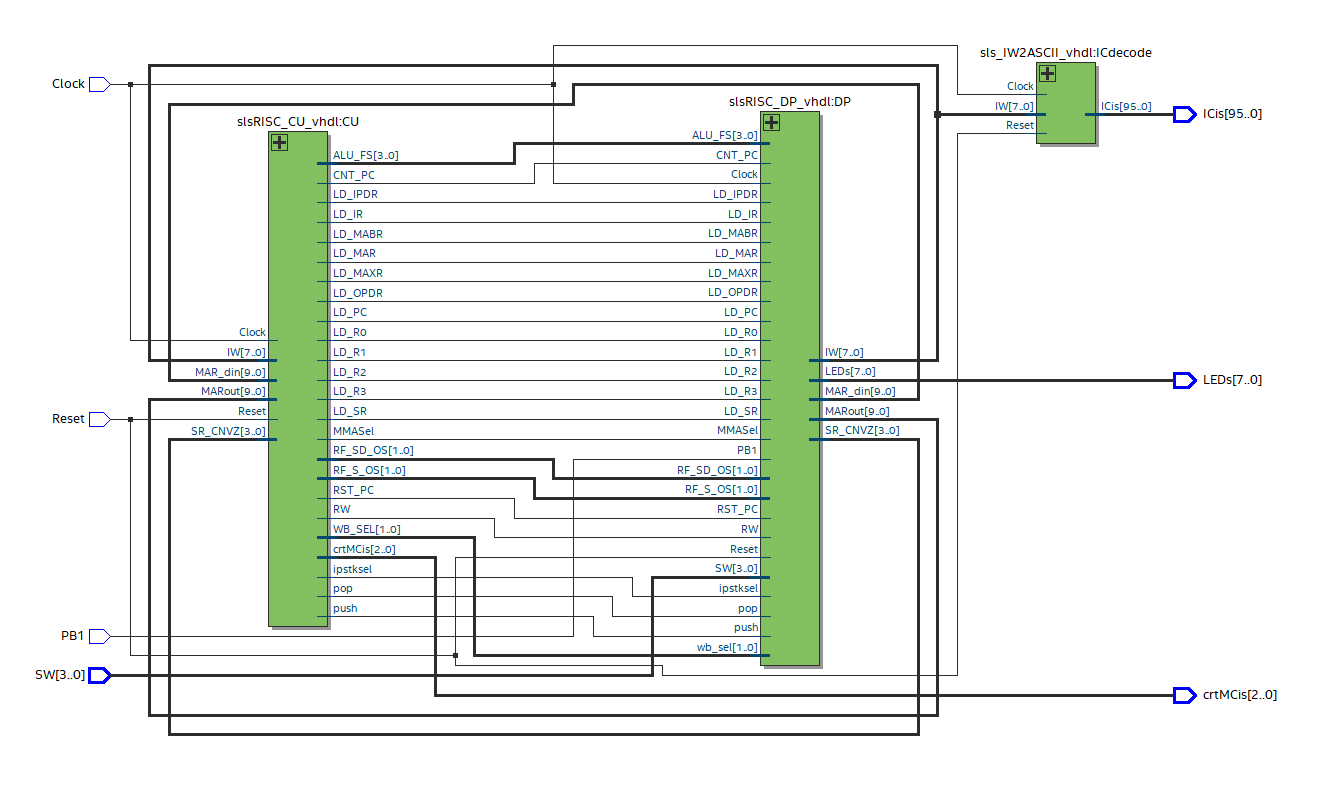 sls_IW2ASCII_vhdl:ICdecode
Clock
IW[7..0]
Reset
ICis[95..0]
ICis[95..0]
Clock
slsRISC_CU_vhdl:CU
Clock
IW[7..0]
MAR_din[9..0]
MARout[9..0]
Reset
SR_CNVZ[3..0]
ALU_FS[3..0]
CNT_PC
LD_IPDR
LD_IR
LD_MABR
LD_MAR
LD_MAXR
LD_OPDR
LD_PC
LD_R0
LD_R1
LD_R2
LD_R3
LD_SR
MMASel
RF_SD_OS[1..0]
RF_S_OS[1..0]
RST_PC
RW
WB_SEL[1..0]
crtMCis[2..0]
ipstksel
pop
push
slsRISC_DP_vhdl:DP
ALU_FS[3..0]
CNT_PC
Clock
LD_IPDR
LD_IR
LD_MABR
LD_MAR
LD_MAXR
LD_OPDR
LD_PC
LD_R0
LD_R1
LD_R2
LD_R3
LD_SR
MMASel
PB1
RF_SD_OS[1..0]
RF_S_OS[1..0]
RST_PC
RW
Reset
SW[3..0]
ipstksel
pop
push
wb_sel[1..0]
IW[7..0]
LEDs[7..0]
MAR_din[9..0]
MARout[9..0]
SR_CNVZ[3..0]
LEDs[7..0]
Reset
PB1
SW[3..0]
crtMCis[2..0]